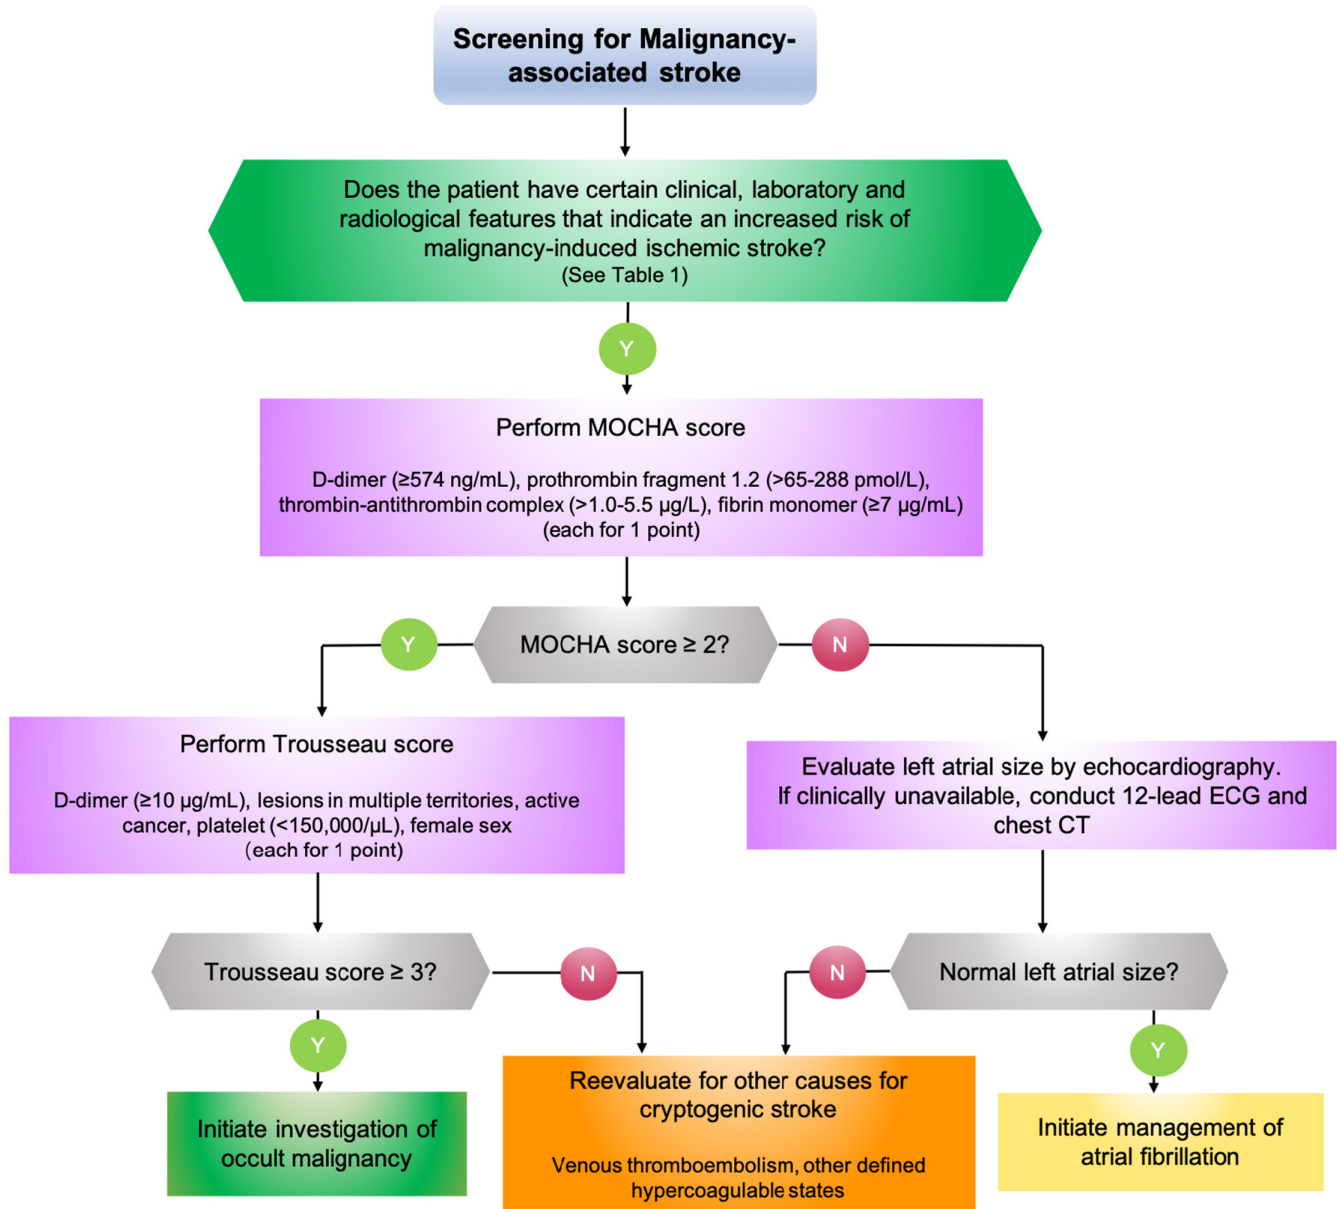 Screening for Malignancy-
associated stroke
Does the patient have certain clinical, laboratory and
radiological features that indicate an increased risk of
malignancy-induced ischemic stroke?
(See Table 1)
Y
Perform MOCHA score
D-dimer (≥574 ng/mL), prothrombin fragment 1.2 (>65-288 pmol/L),
thrombin-antithrombin complex (>1.0-5.5 µg/L), fibrin monomer (≥7 µg/mL)
(each for 1 point)
Y
MOCHA score ≥ 2?
N
Perform Trousseau score
D-dimer (≥10 µg/mL), lesions in multiple territories, active
cancer, platelet (<150,000/µL), female sex
(each for 1 point)
Evaluate left atrial size by echocardiography.
If clinically unavailable, conduct 12-lead ECG and
chest CT
Trousseau score ≥ 3?
N
N
Normal left atrial size?
Y
Y
Initiate investigation of
occult malignancy
Reevaluate for other causes for
cryptogenic stroke
Venous thromboembolism, other defined
hypercoagulable states
Initiate management of
atrial fibrillation